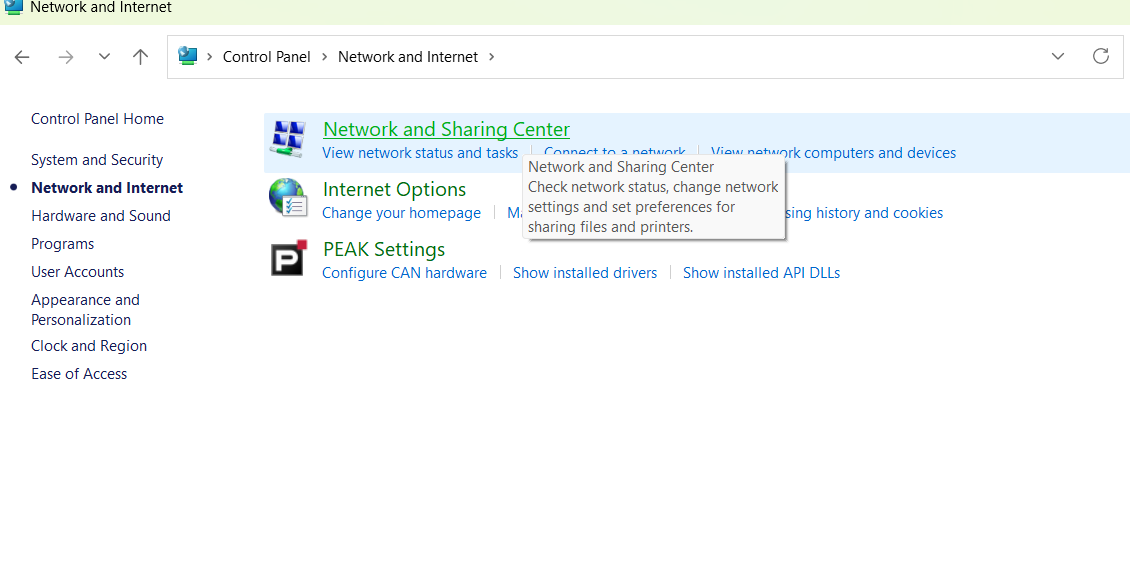 Network and Internet
Control Panel > Network and Internet >
Control Panel Home
System and Security
Network and Internet
Hardware and Sound
Programs
User Accounts
Appearance and
Personalization
Clock and Region
Ease of Access
Network and Sharing Center
View network status and tasks
Connect to a network
View network computers and devices
Network and Sharing Center
Check network status, change network
settings and set preferences for
sharing files and printers.
Internet Options
Change your homepage
history and cookies
PEAK Settings
Configure CAN hardware
Show installed drivers
Show installed API DLLs